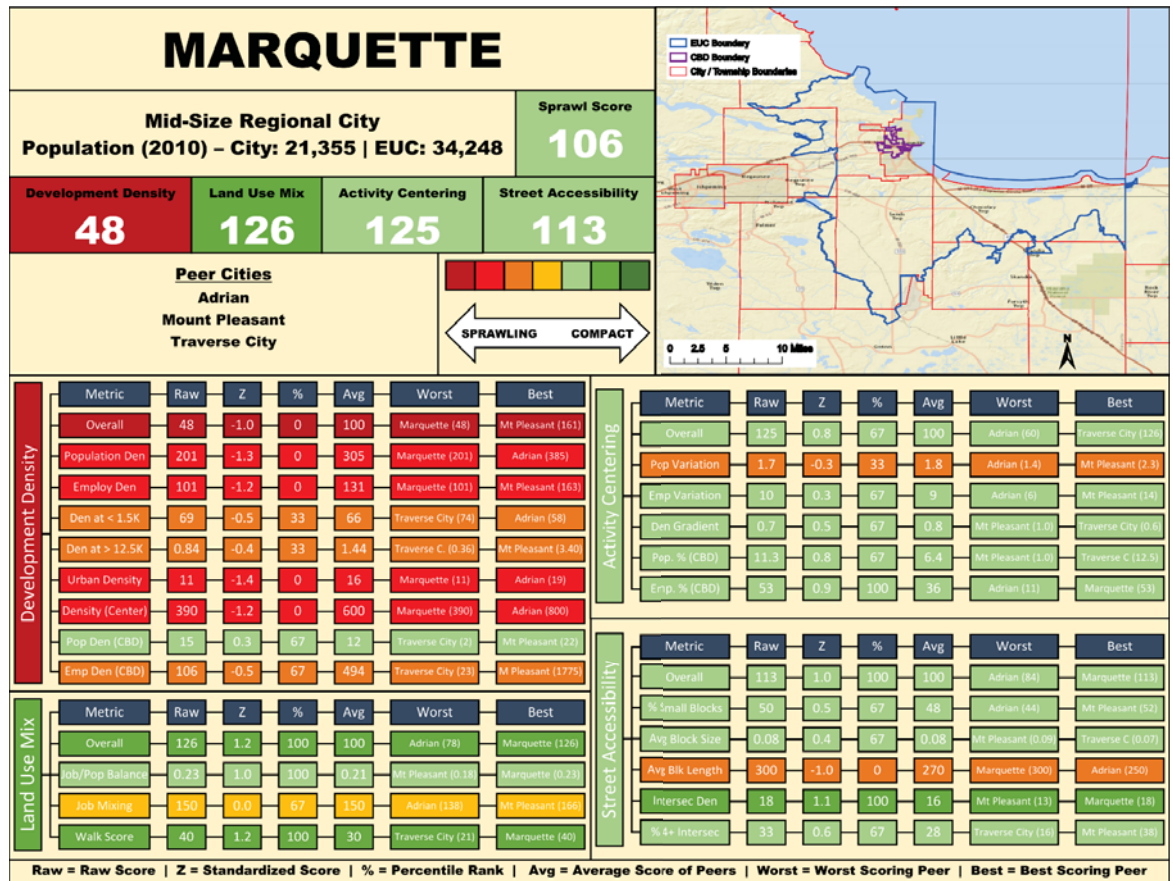 MARQUETTE
Mid-Size Regional City
Population (2010) – City: 21,355 | EUC: 34,248
Sprawl Score
106
Development Density
48
Land Use Mix
126
Activity Centering
125
Street Accessibility
113
Peer Cities
Adrian
Mount Pleasant
Traverse City
SPRAWLING COMPACT
EUC Boundary
CBD Boundary
City / Township Boundaries
0 2.5 5 10 Miles
N
Development Density
Metric Raw Z % Avg Worst Best
Overall 48 -1.0 0 100 Marquette (48) Mt Pleasant (161)
Population Den 201 -1.3 0 305 Marquette (201) Adrian (385)
Employ Den 101 -1.2 0 131 Marquette (101) Mt Pleasant (163)
Den at < 1.5K 69 -0.5 33 66 Traverse City (74) Adrian (58)
Den at > 12.5K 0.84 -0.4 33 1.44 Traverse C. (0.36) Mt Pleasant (3.40)
Urban Density 11 -1.4 0 16 Marquette (11) Adrian (19)
Density (Center) 390 -1.2 0 600 Marquette (390) Adrian (800)
Pop Den (CBD) 15 0.3 67 12 Traverse City (2) Mt Pleasant (22)
Emp Den (CBD) 106 -0.5 67 494 Traverse City (23) M Pleasant (1775)
Land Use Mix
Metric Raw Z % Avg Worst Best
Overall 126 1.2 100 100 Adrian (78) Marquette (126)
Job/Pop Balance 0.23 1.0 100 0.21 Mt Pleasant (0.18) Marquette (0.23)
Job Mixing 150 0.0 67 150 Adrian (138) Mt Pleasant (166)
Walk Score 40 1.2 100 30 Traverse City (21) Marquette (40)
Activity Centering
Metric Raw Z % Avg Worst Best
Overall 125 0.8 67 100 Adrian (60) Traverse City (126)
Pop Variation 1.7 -0.3 33 1.8 Adrian (1.4) Mt Pleasant (2.3)
Emp Variation 10 0.3 67 9 Adrian (6) Mt Pleasant (14)
Den Gradient 0.7 0.5 67 0.8 Mt Pleasant (1.0) Traverse City (0.6)
Pop. % (CBD) 11.3 0.8 67 6.4 Mt Pleasant (1.0) Traverse C (12.5)
Emp. % (CBD) 53 0.9 100 36 Adrian (11) Marquette (53)
Street Accessibility
Metric Raw Z % Avg Worst Best
Overall 113 1.0 100 100 Adrian (84) Marquette (113)
% Small Blocks 50 0.5 67 48 Adrian (44) Mt Pleasant (52)
Avg Block Size 0.08 0.4 67 0.08 Mt Pleasant (0.09) Traverse C (0.07)
Avg Blk Length 300 -1.0 0 270 Marquette (300) Adrian (250)
Intersec Den 18 1.1 100 16 Mt Pleasant (13) Marquette (18)
% 4+ Intersec 33 0.6 67 28 Traverse City (16) Mt Pleasant (38)
Raw = Raw Score | Z = Standardized Score | % = Percentile Rank | Avg = Average Score of Peers | Worst = Worst Scoring Peer | Best = Best Scoring Peer